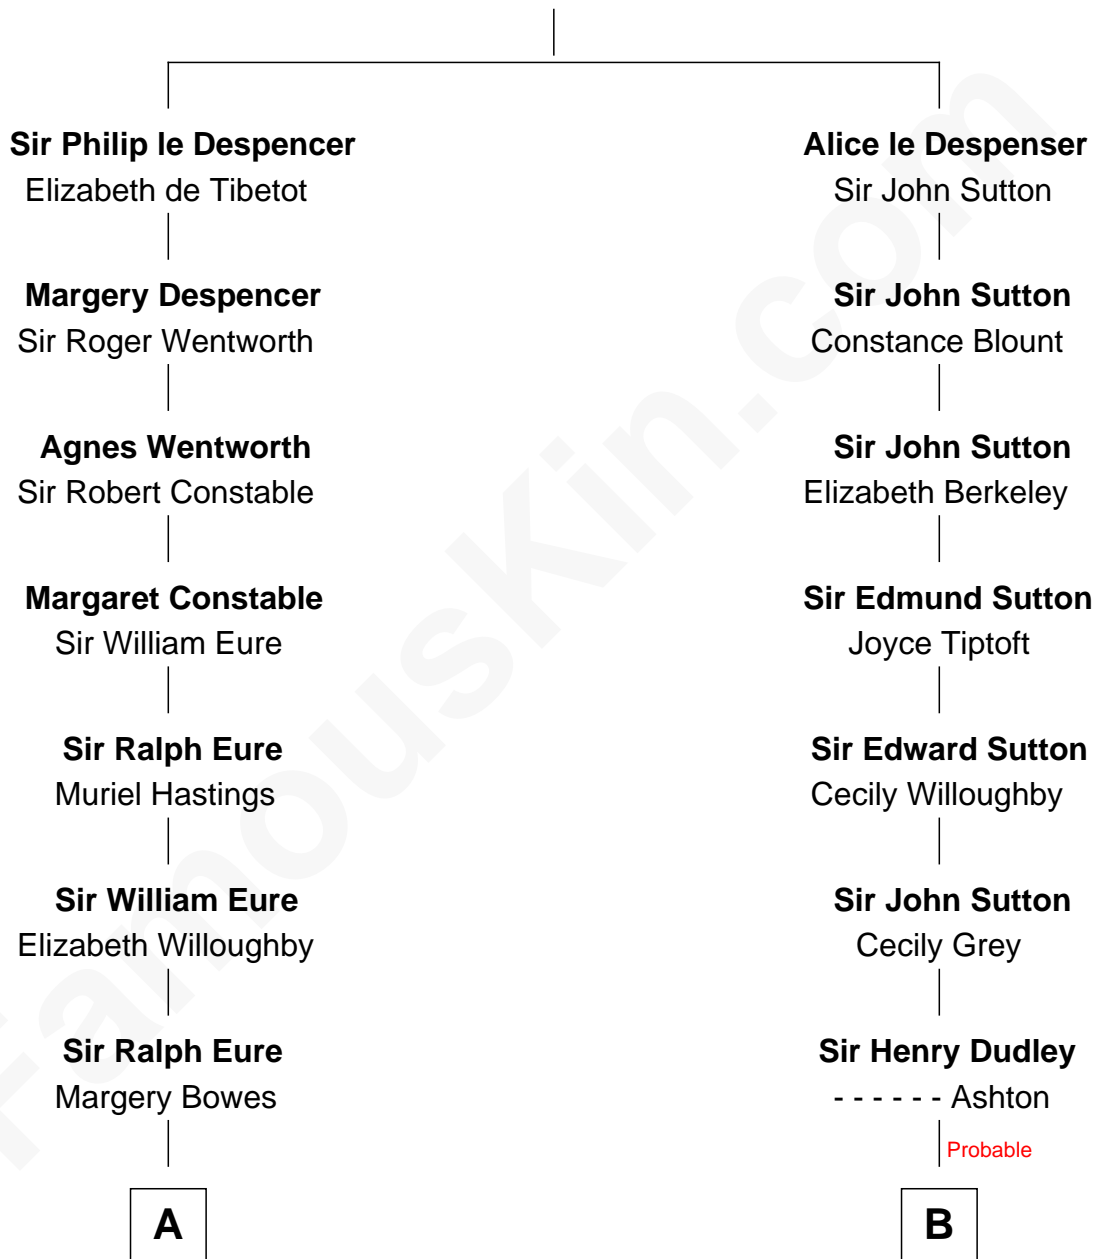 Sir Philip le Despencer
Elizabeth de Tibetot
Margery Despencer
Sir Roger Wentworth
Agnes Wentworth
Sir Robert Constable
Margaret Constable
Sir William Eure
Sir Ralph Eure
Muriel Hastings
Sir William Eure
Elizabeth Willoughby
Sir Ralph Eure
Margery Bowes
A
Alice le Despenser
Sir John Sutton
Sir John Sutton
Constance Blount
Sir John Sutton
Elizabeth Berkeley
Sir Edmund Sutton
Joyce Tiptoft
Sir Edward Sutton
Cecily Willoughby
Sir John Sutton
Cecily Grey
Sir Henry Dudley
- - - - - - Ashton
Probable
B
FamousKin.com